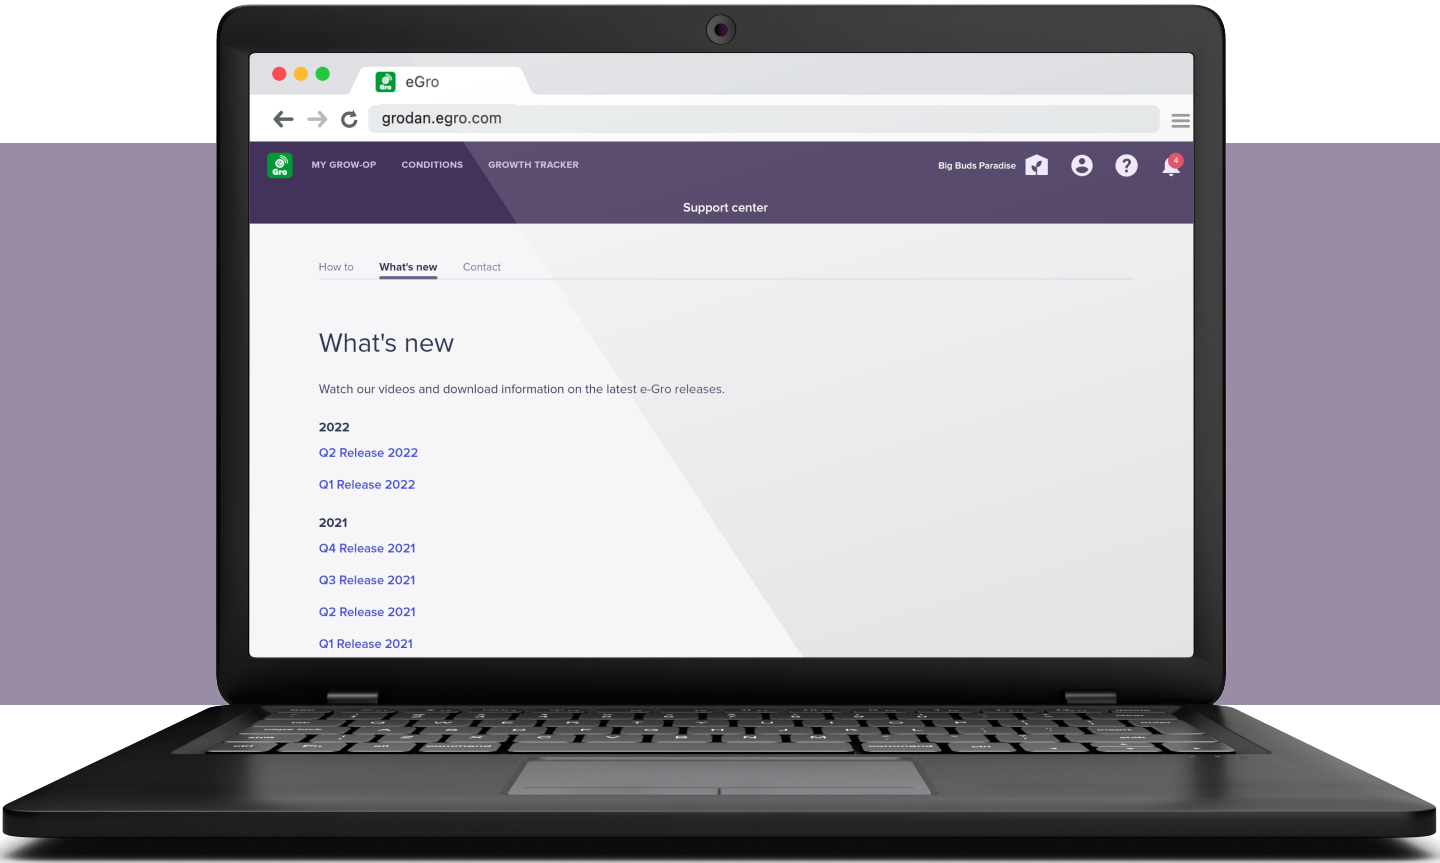 eGro
grodan.egro.com
Gro
MY GROW-OP CONDITIONS GROWTH TRACKER
Big Buds Paradise
4
Support center
How to What's new Contact
What's new
Watch our videos and download information on the latest e-Gro releases.
2022
Q2 Release 2022
Q1 Release 2022
2021
Q4 Release 2021
Q3 Release 2021
Q2 Release 2021
Q1 Release 2021